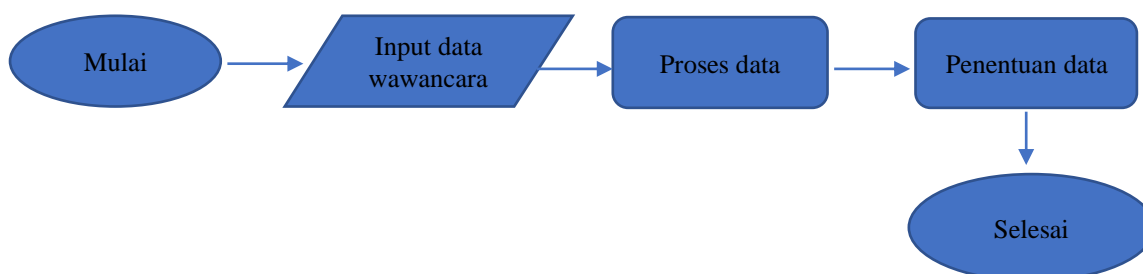 Mulai
Input data
wawancara
Proses data
Penentuan data
Selesai